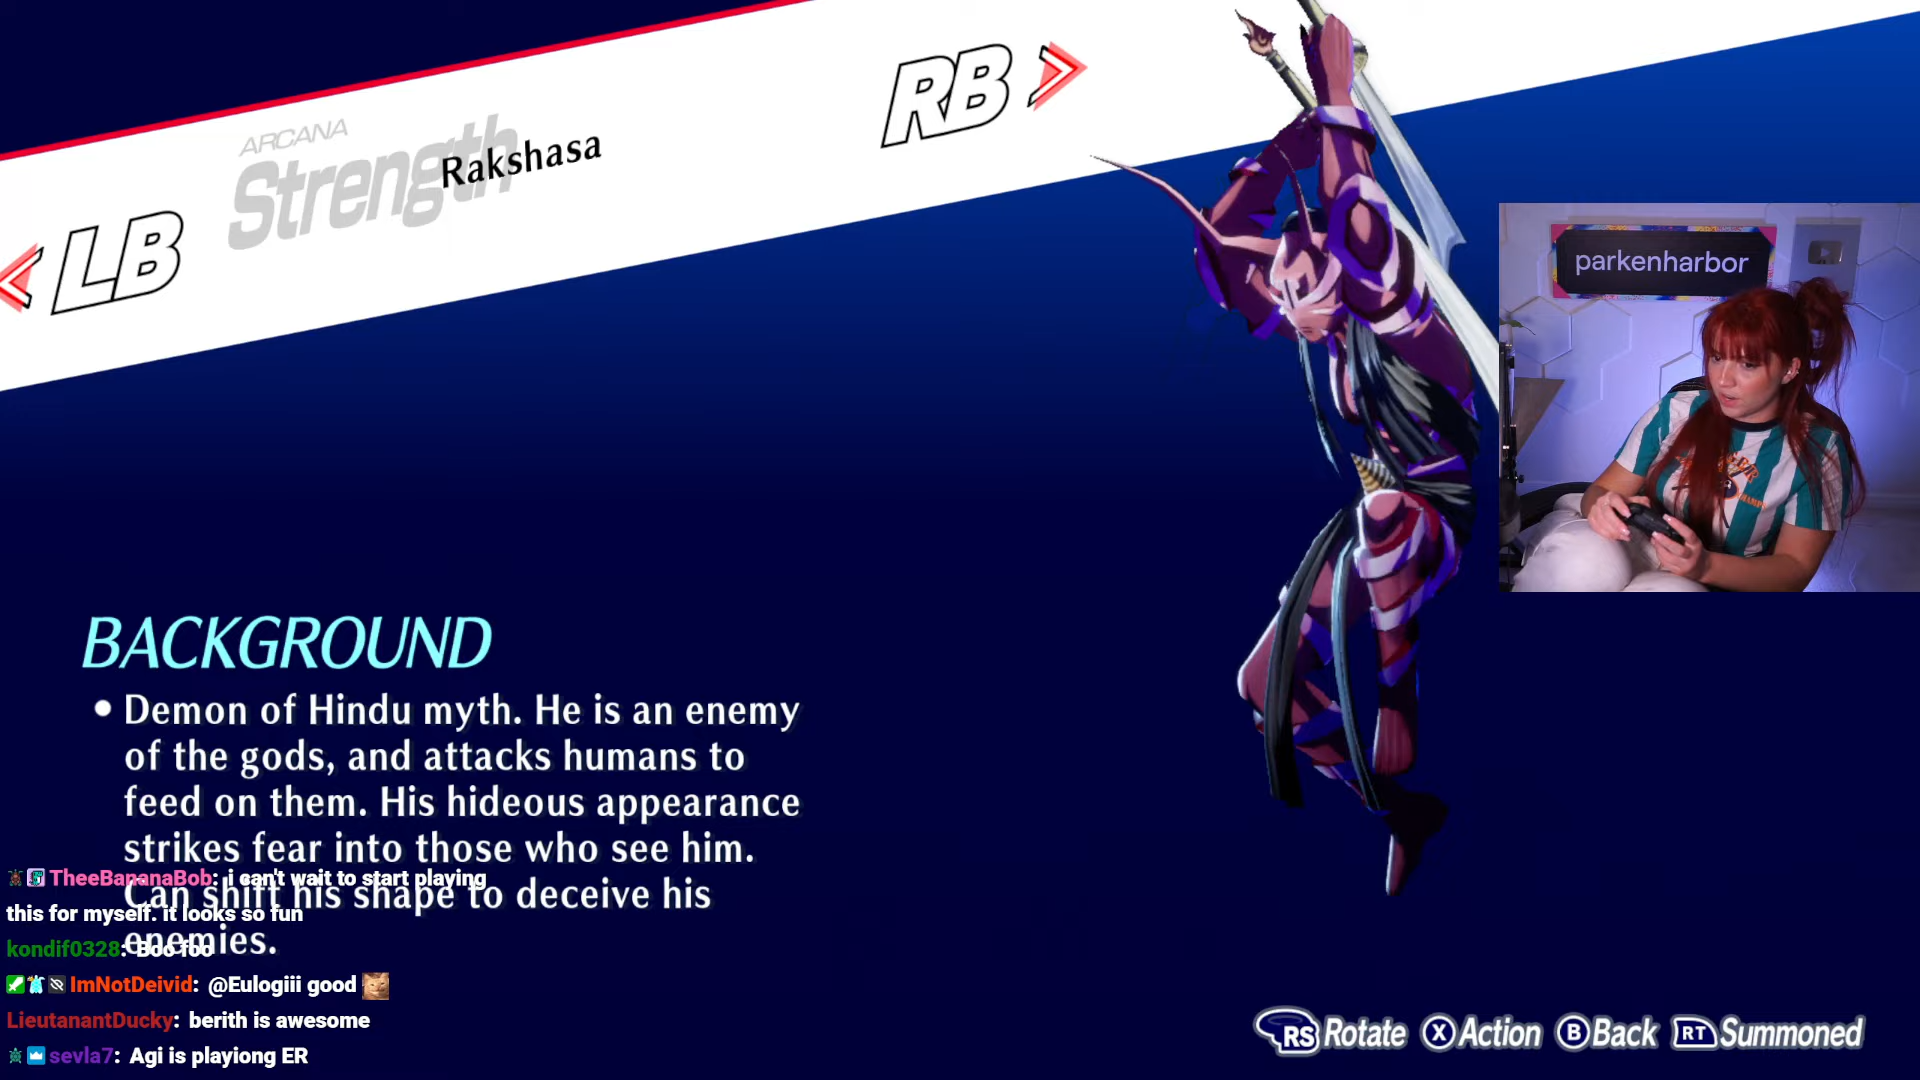 ARCANA
Strength
Rakshasa
RB
LB
parkenharbor
BACKGROUND
• Demon of Hindu myth. He is an enemy
of the gods, and attacks humans to
feed on them. His hideous appearance
strikes fear into those who see him.
Can shift his shape to deceive his
enemies.
TheeBananaBob: i can't wait to start playing
this for myself. it looks so fun
kondif0328: Boo foo
ImNotDeivid: @Eulogiii good
LieutanantDucky: berith is awesome
sevla7: Agi is playiong ER
RS Rotate X Action B Back RT Summoned